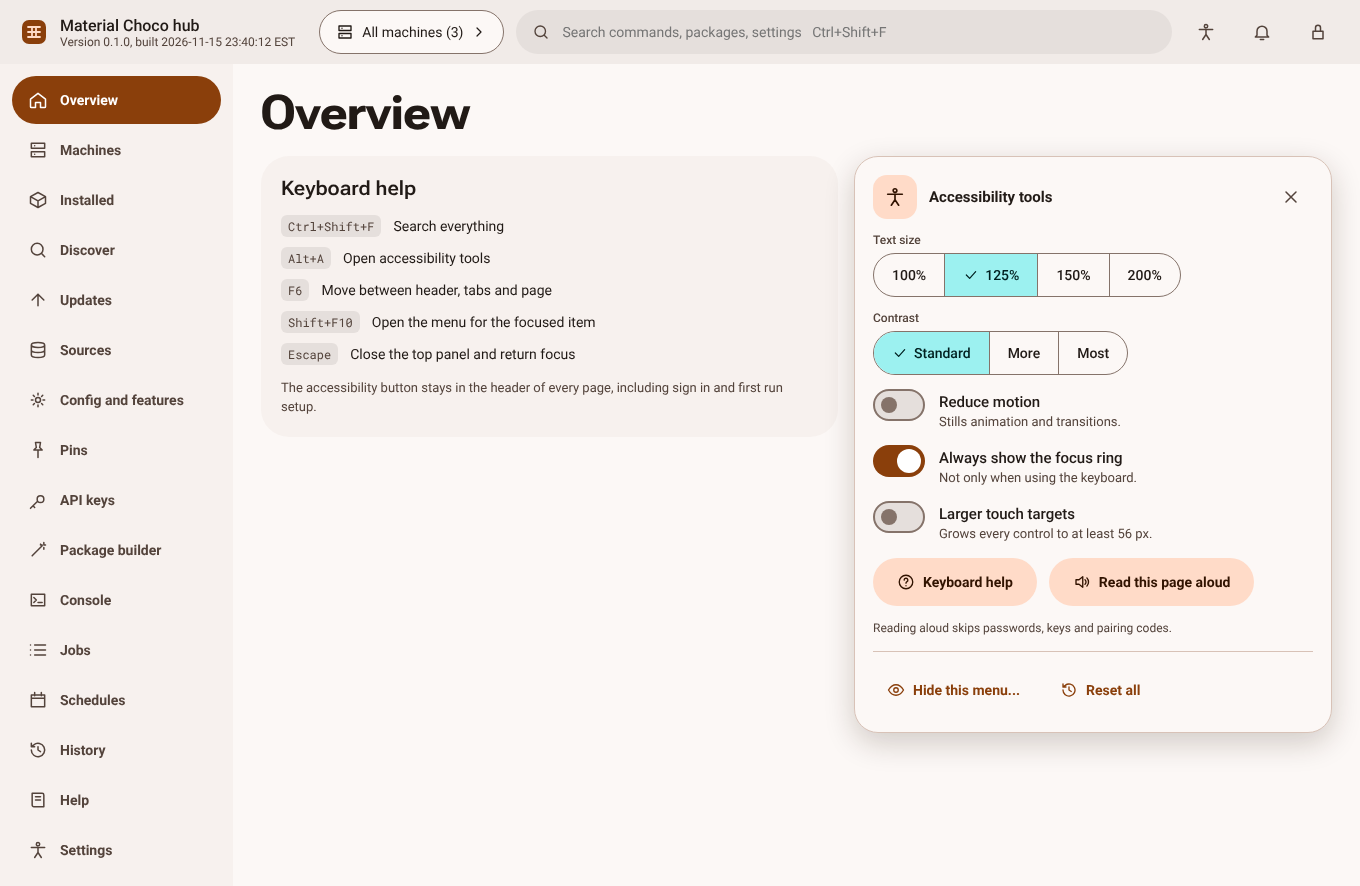 Material Choco hub
Version 0.1.0, built 2026-11-15 23:40:12 EST
All machines (3)
Search commands, packages, settings Ctrl+Shift+F
Overview
Machines
Installed
Discover
Updates
Sources
Config and features
Pins
API keys
Package builder
Console
Jobs
Schedules
History
Help
Settings
Overview
Keyboard help
Ctrl+Shift+F Search everything
Alt+A Open accessibility tools
F6 Move between header, tabs and page
Shift+F10 Open the menu for the focused item
Escape Close the top panel and return focus
The accessibility button stays in the header of every page, including sign in and first run
setup.
Accessibility tools
Text size
100% 125% 150% 200%
Contrast
Standard More Most
Reduce motion
Stills animation and transitions.
Always show the focus ring
Not only when using the keyboard.
Larger touch targets
Grows every control to at least 56 px.
Keyboard help Read this page aloud
Reading aloud skips passwords, keys and pairing codes.
Hide this menu... Reset all